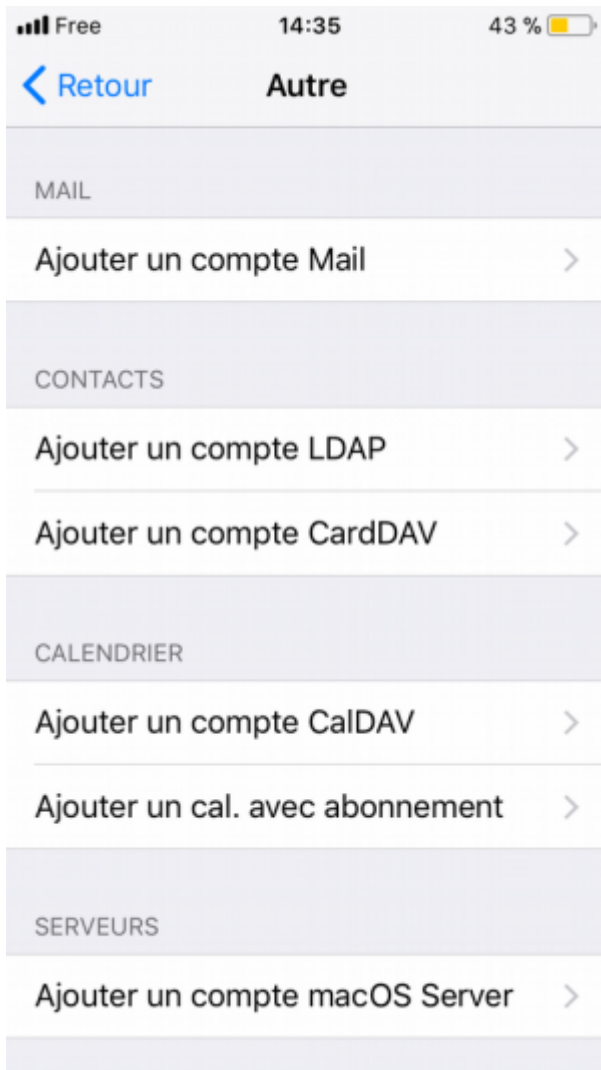 Free 14:35 43 %
Retour Autre
MAIL
Ajouter un compte Mail
CONTACTS
Ajouter un compte LDAP
Ajouter un compte CardDAV
CALENDRIER
Ajouter un compte CalDAV
Ajouter un cal. avec abonnement
SERVEURS
Ajouter un compte macOS Server